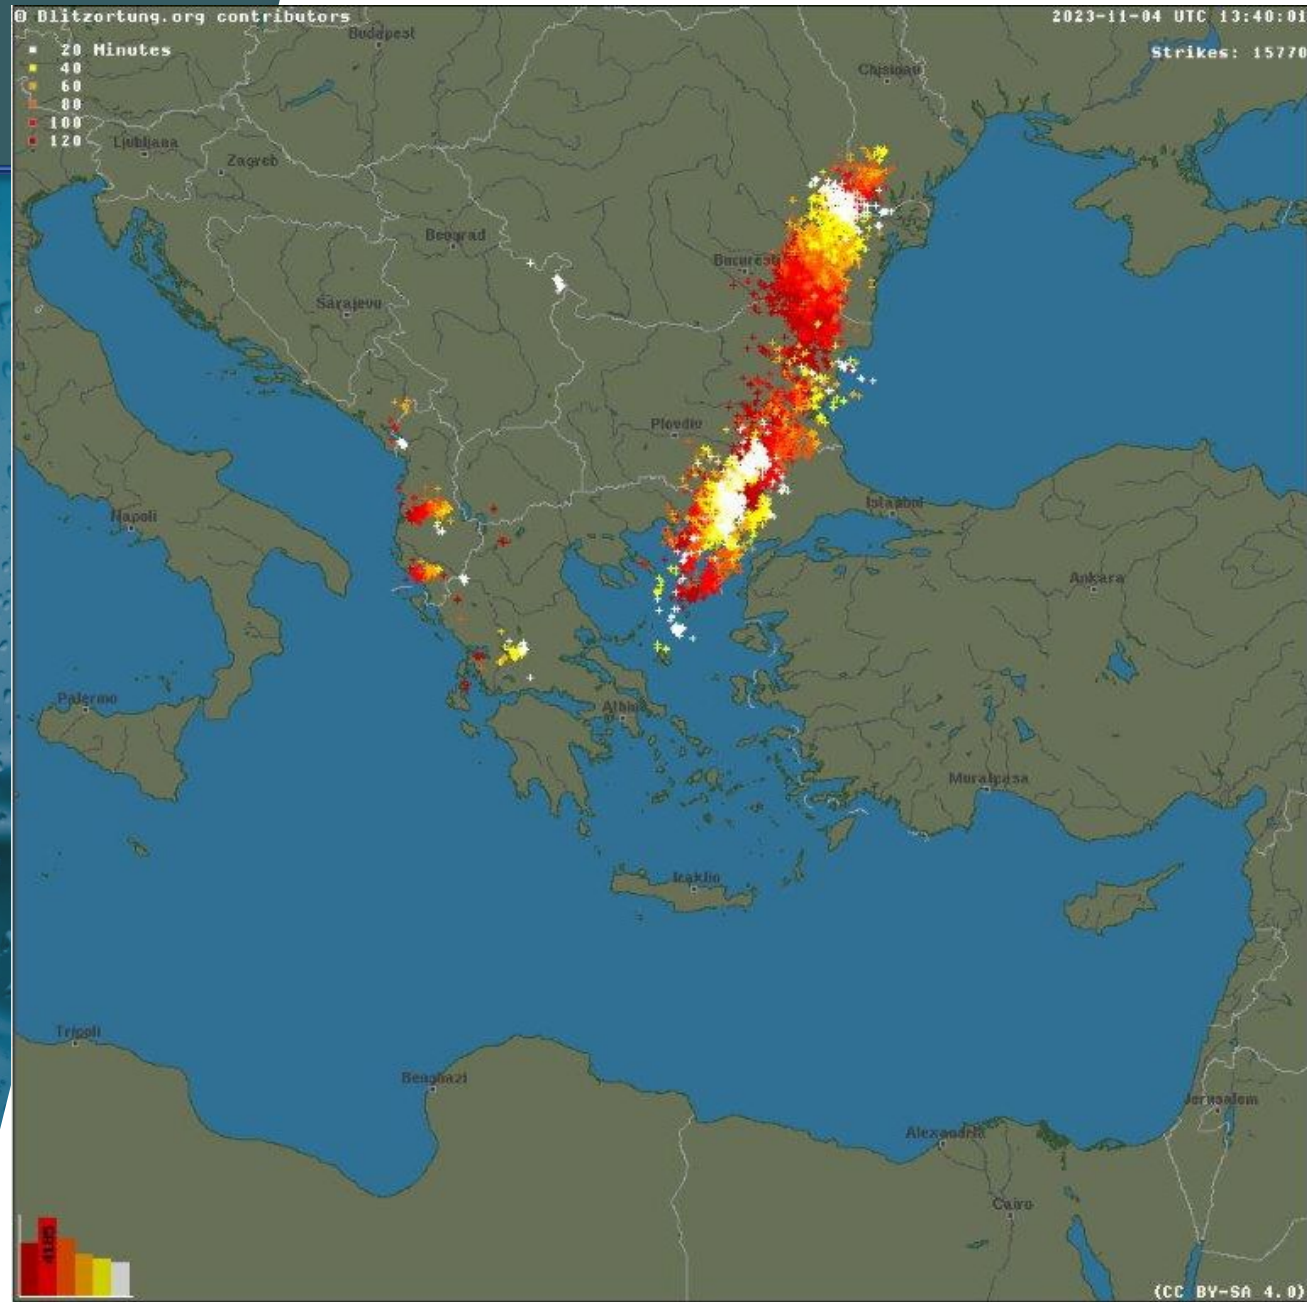 © Blitzortung.org contributors
2023-11-04 UTC 13:40:01
Strikes: 15770
20 Minutes
40
60
80
100
120
Budapest
Chisinau
Ljubljana
Zagreb
Beograd
Bucuresti
Sarajevo
Plovdiv
Istanbul
Napoli
Ankara
Palermo
Athina
Muratpasa
Iraklio
Tripoli
Benghazi
Jerusalem
Alexandria
Cairo
(CC BY-SA 4.0)